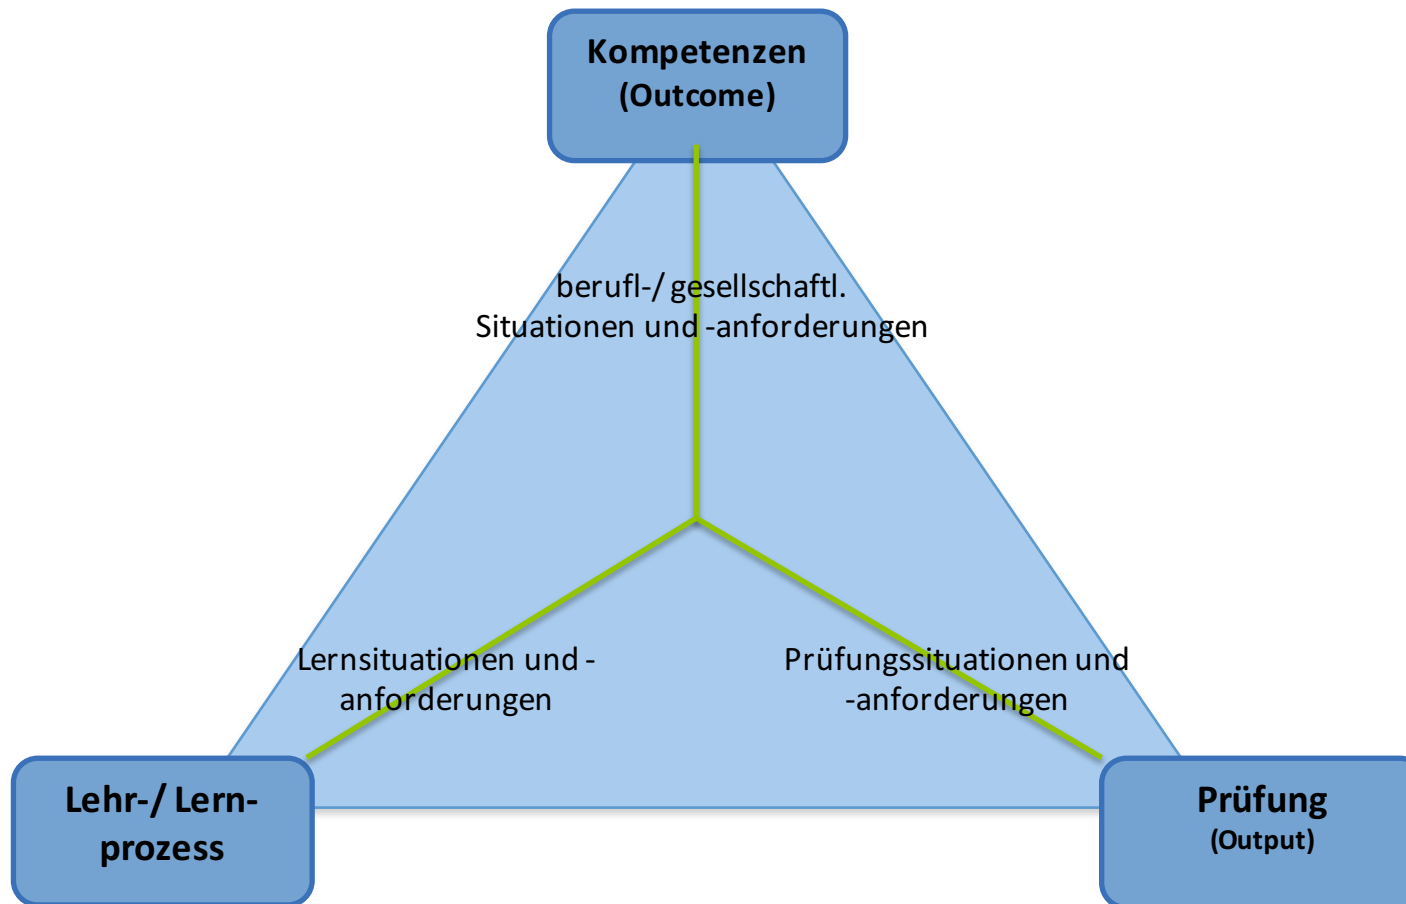 Kompetenzen
(Outcome)
berufl-/ gesellschaftl.
Situationen und -anforderungen
Lernsituationen und -
anforderungen
Prüfungssituationen und
-anforderungen
Lehr-/ Lern-
prozess
Prüfung
(Output)